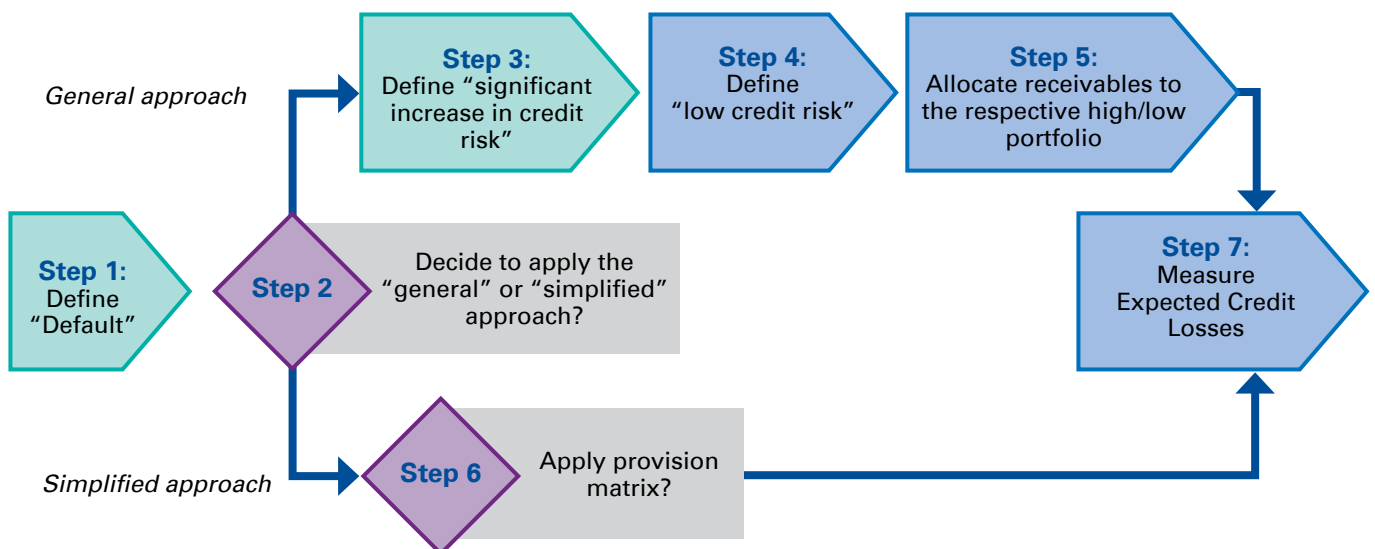 General approach
Step 3:
Define “significant
increase in credit
risk”
Step 4:
Define
“low credit risk”
Step 5:
Allocate receivables to
the respective high/low
portfolio
Step 1:
Define
“Default”
Step 2
Decide to apply the
“general” or “simplified”
approach?
Step 7:
Measure
Expected Credit
Losses
Simplified approach
Step 6
Apply provision
matrix?